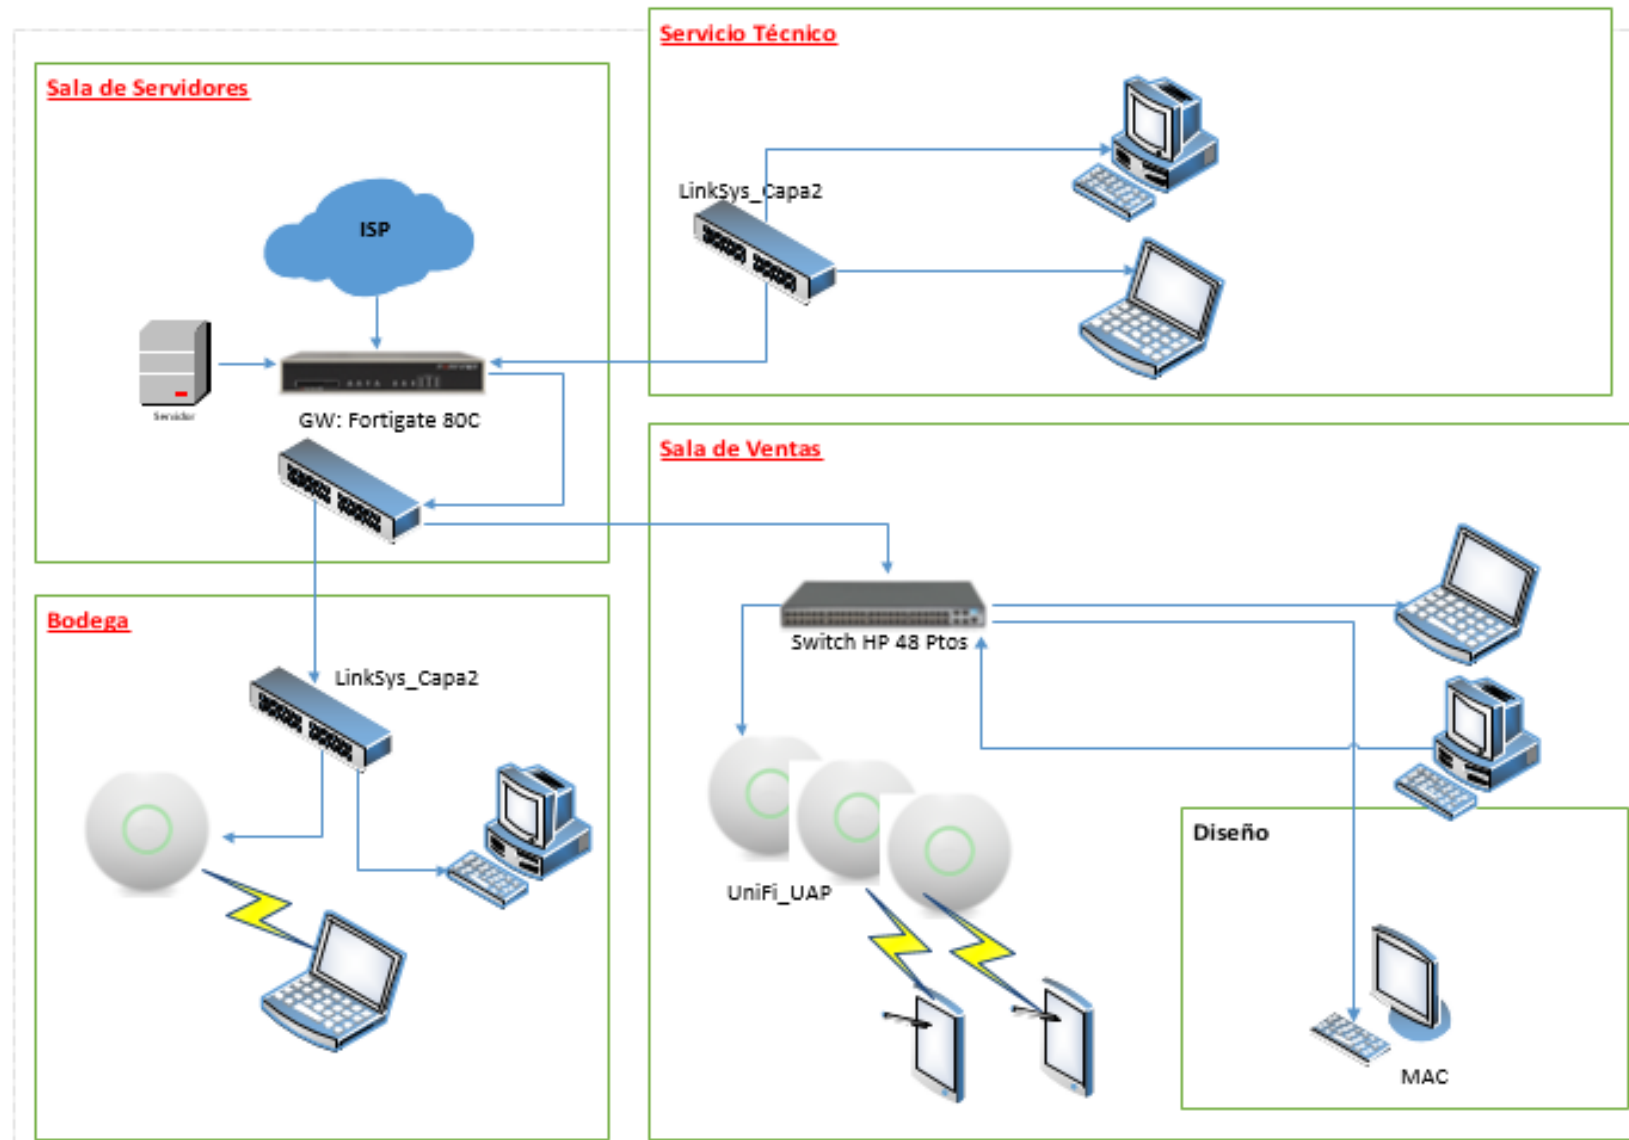 Servicio Técnico
Sala de Servidores
LinkSys_Capa2
ISP
Servidor
GW: Fortigate 80C
Sala de Ventas
Bodega
Switch HP 48 Ptos
LinkSys_Capa2
Diseño
UniFi_UAP
MAC